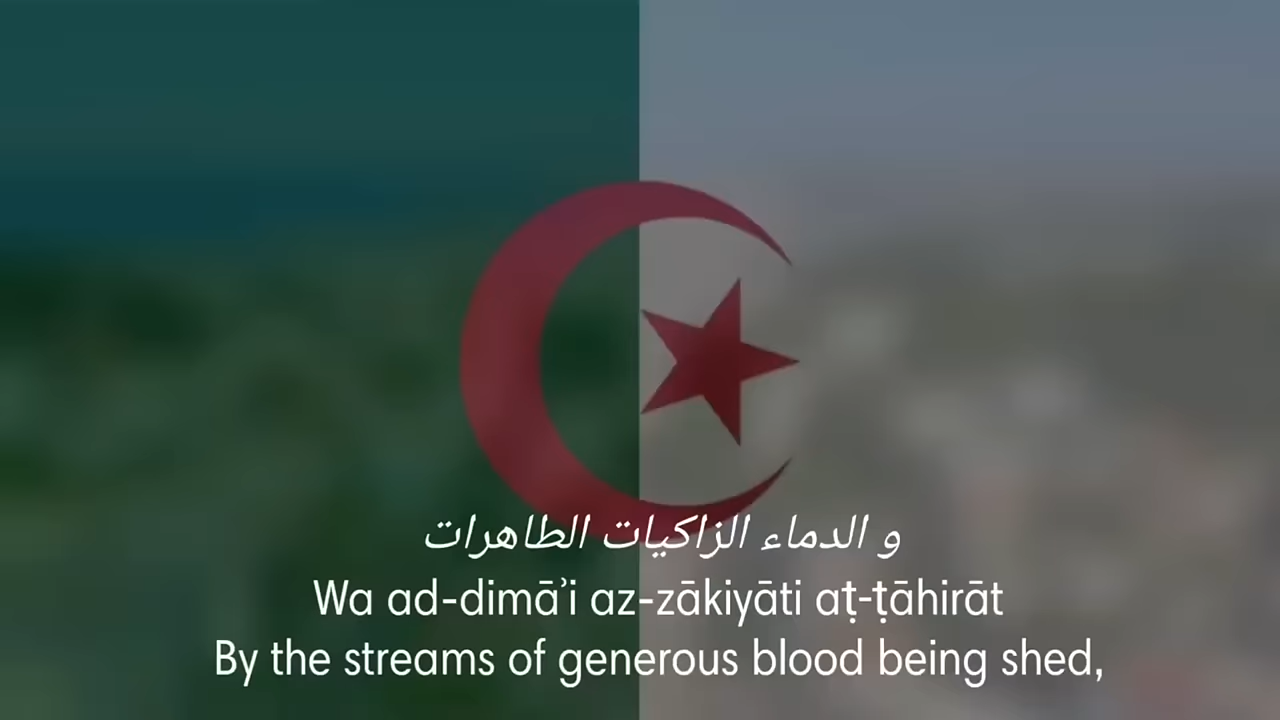 و الدماء الزاكيات الطاهرات
Wa ad-dimāʾi az-zākiyāti aṭ-ṭāhirāt
By the streams of generous blood being shed,